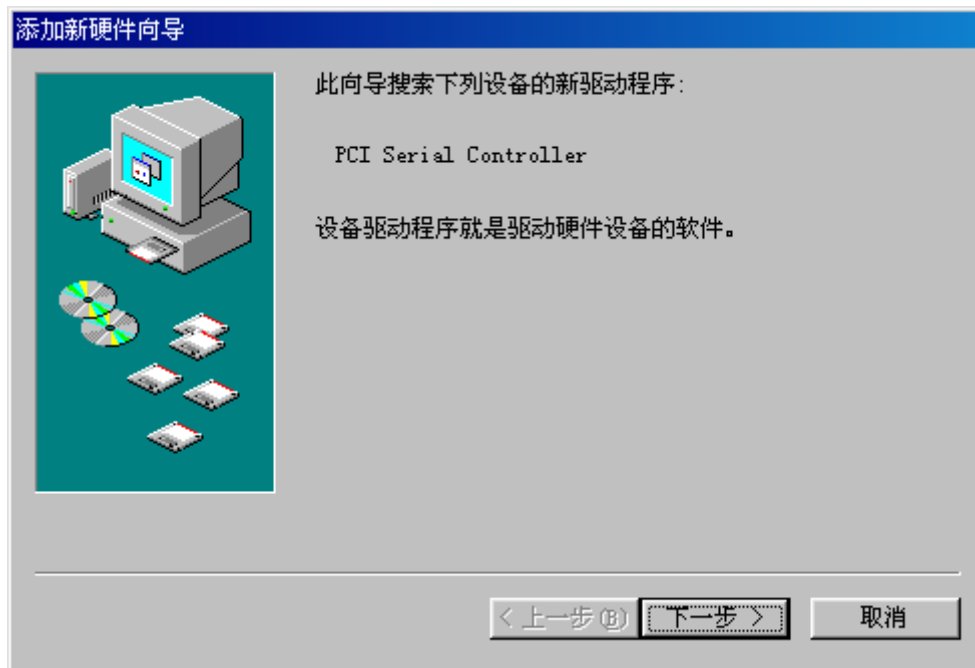 添加新硬件向导
此向导搜索下列设备的新驱动程序:
PCI Serial Controller
设备驱动程序就是驱动硬件设备的软件。
< 上一步(B) 下一步 > 取消